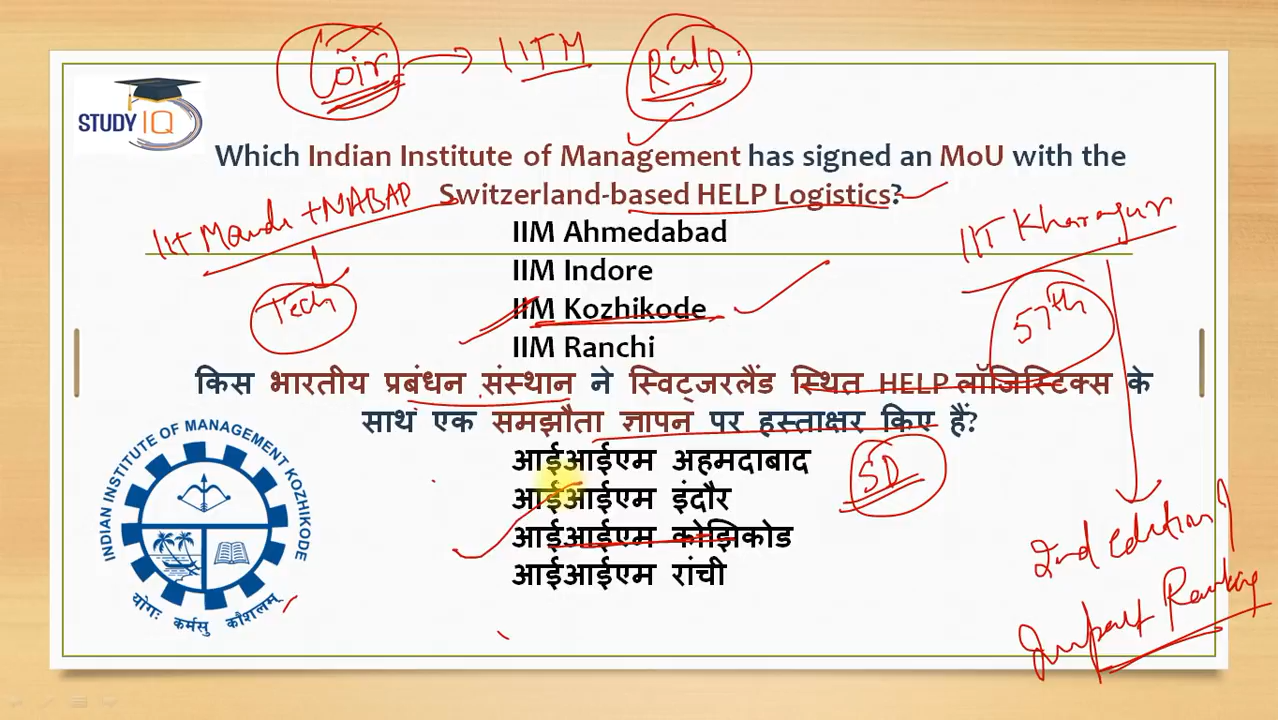 Coir → IITM R&D
STUDY IQ
Which Indian Institute of Management has signed an MoU with the
Switzerland-based HELP Logistics?
IIT Mandi + NABARD
IIT Kharagpur
IIM Ahmedabad
IIM Indore
IIM Kozhikode
IIM Ranchi
Tech
57th
किस भारतीय प्रबंधन संस्थान ने स्विट्जरलैंड स्थित HELP लॉजिस्टिक्स के
साथ एक समझौता ज्ञापन पर हस्ताक्षर किए हैं?
आईआईएम अहमदाबाद
आईआईएम इंदौर
आईआईएम कोझिकोड
आईआईएम रांची
SD
2nd edition
Impact Ranking
INDIAN INSTITUTE OF MANAGEMENT KOZHIKODE
योगः कर्मसु कौशलम्